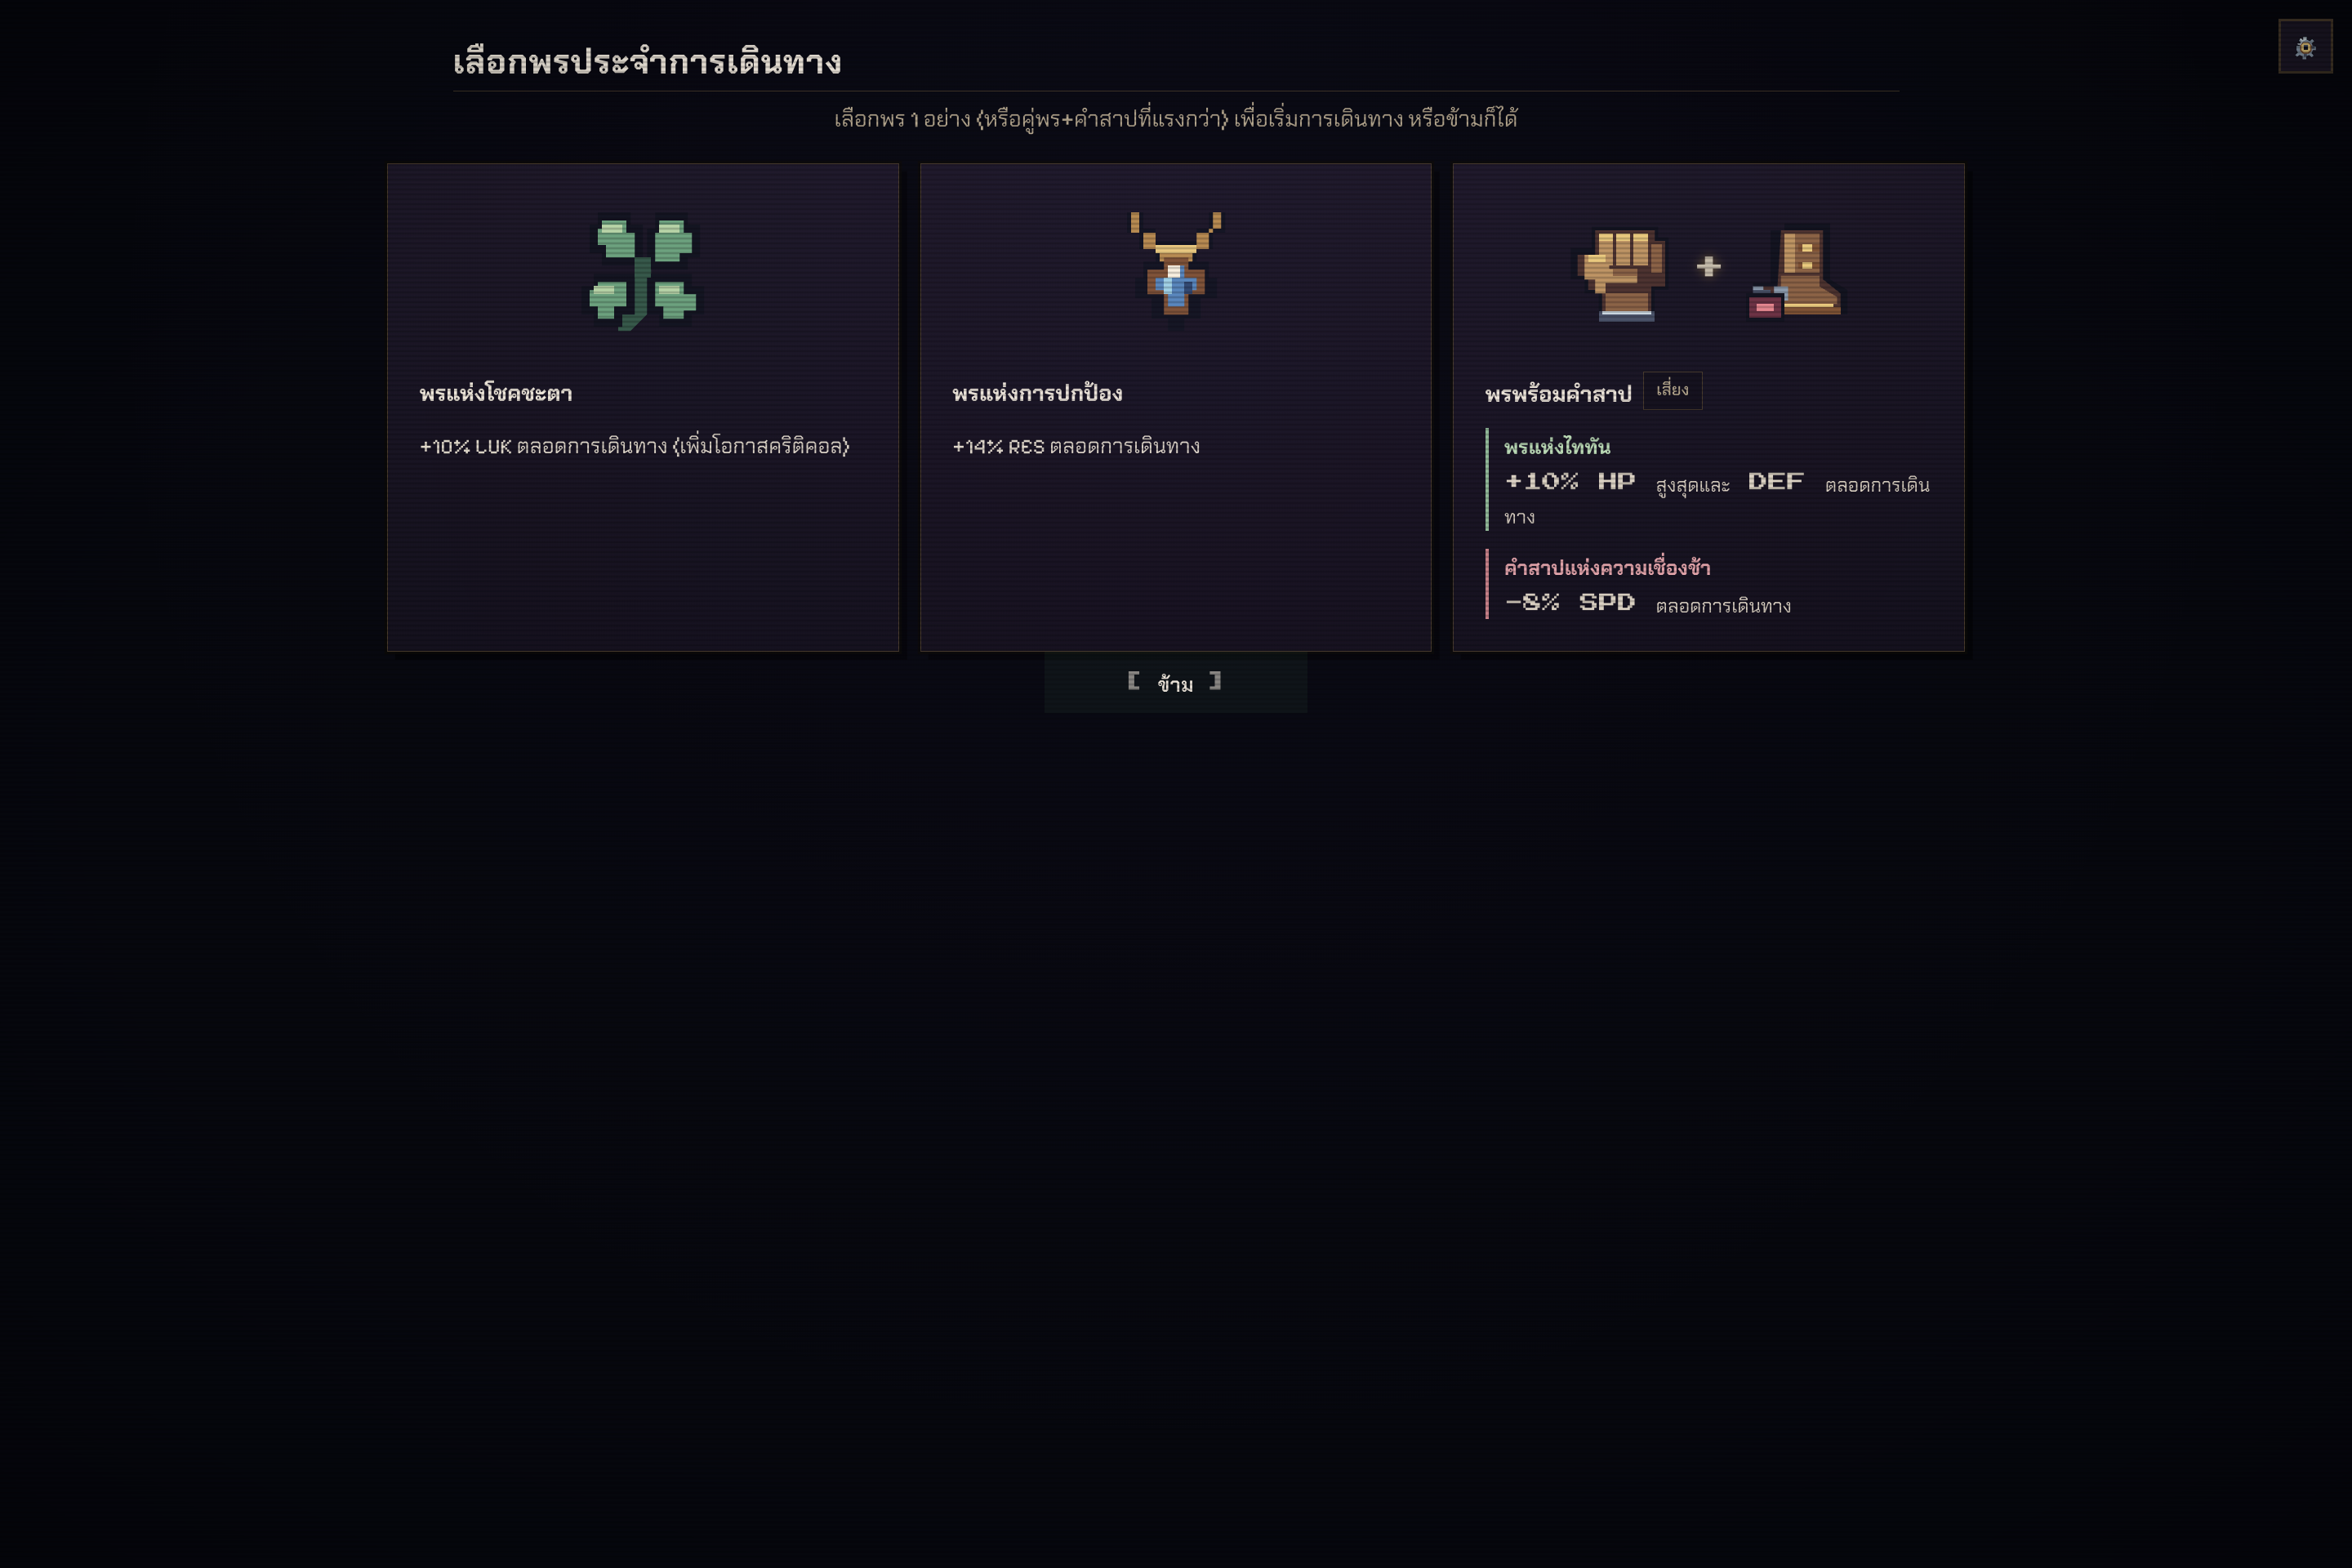 เลือกพรประจำการเดินทาง
เลือกพร 1 อย่าง (หรือคู่พร+คำสาปที่แรงกว่า) เพื่อเริ่มการเดินทาง หรือข้ามก็ได้
พรแห่งโชคชะตา
+10% LUK ตลอดการเดินทาง (เพิ่มโอกาสคริติคอล)
พรแห่งการปกป้อง
+14% RES ตลอดการเดินทาง
+
พรพร้อมคำสาป เสี่ยง
พรแห่งไททัน
+10% HP สูงสุดและ DEF ตลอดการเดิน
ทาง
คำสาปแห่งความเชื่องช้า
-8% SPD ตลอดการเดินทาง
[ ข้าม ]